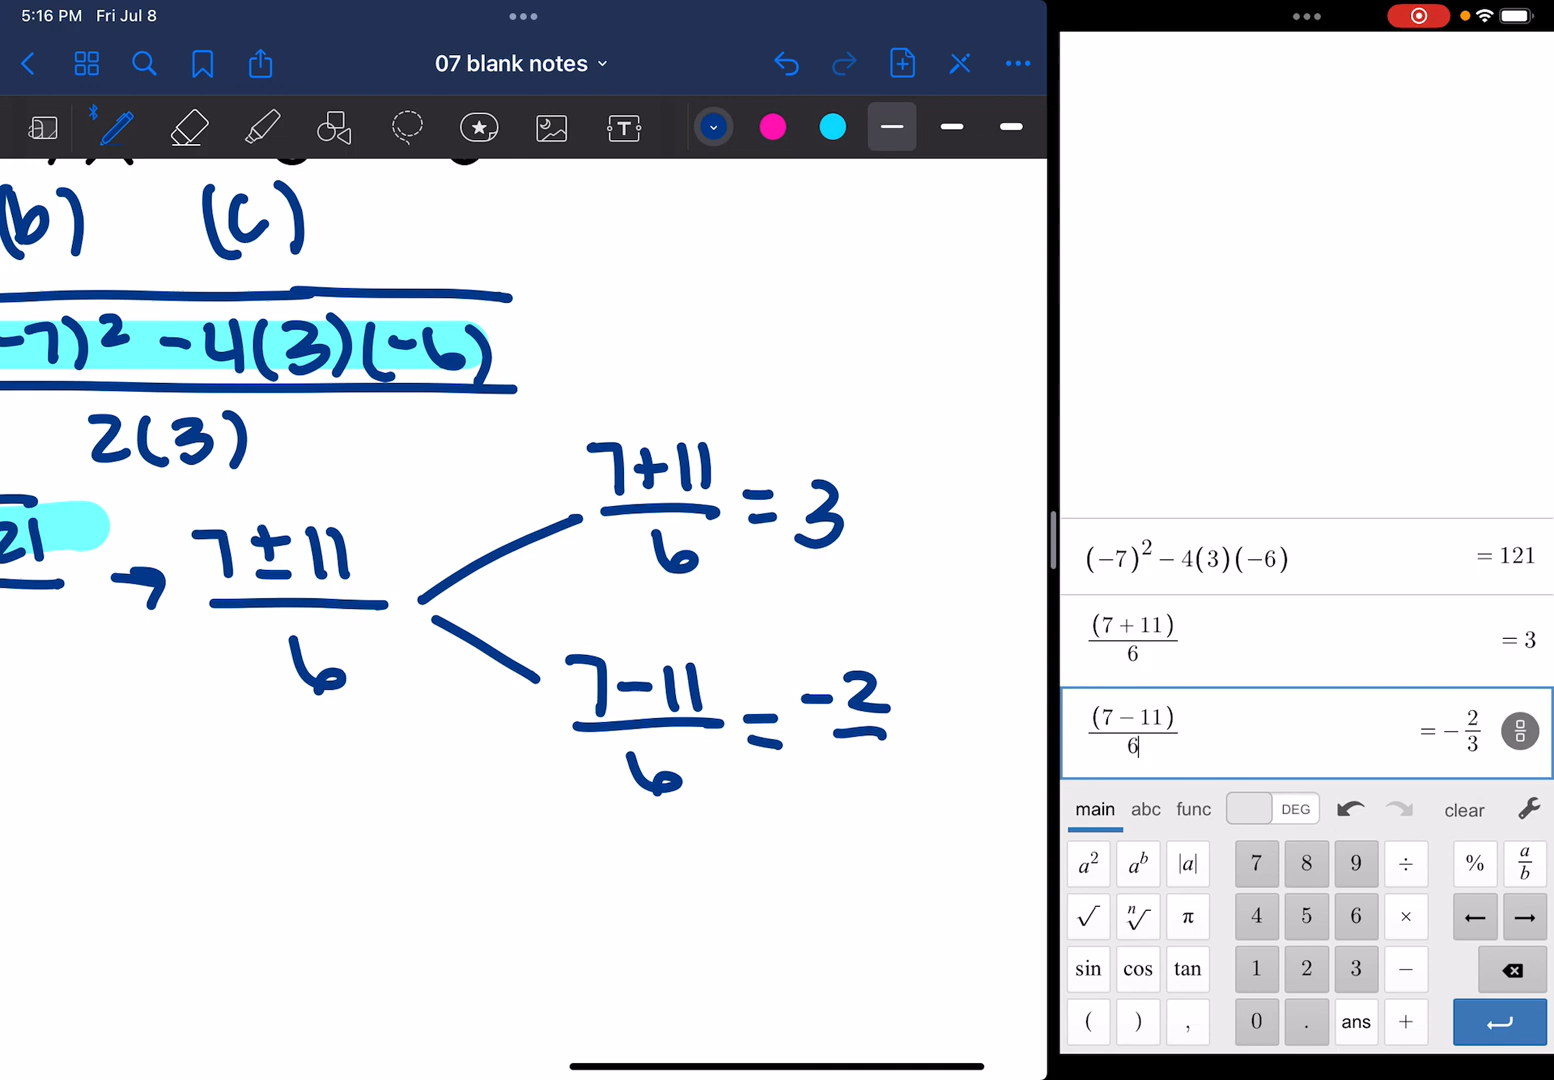 5:16 PM Fri Jul 8
07 blank notes
T
(b) (c)
-7)² -4(3)(-6)
2(3)
21 → 7 ± 11
6
7+11
6
= 3
7-11
6
= -2
(−7)² − 4(3)(−6) = 121
(7 + 11)
6
= 3
(7 − 11)
6
= − 2
3
main abc func DEG clear
a² aᵇ |a| 7 8 9 ÷ % a/b
√ ⁿ√ π 4 5 6 × ← →
sin cos tan 1 2 3 −
( ) , 0 . ans +